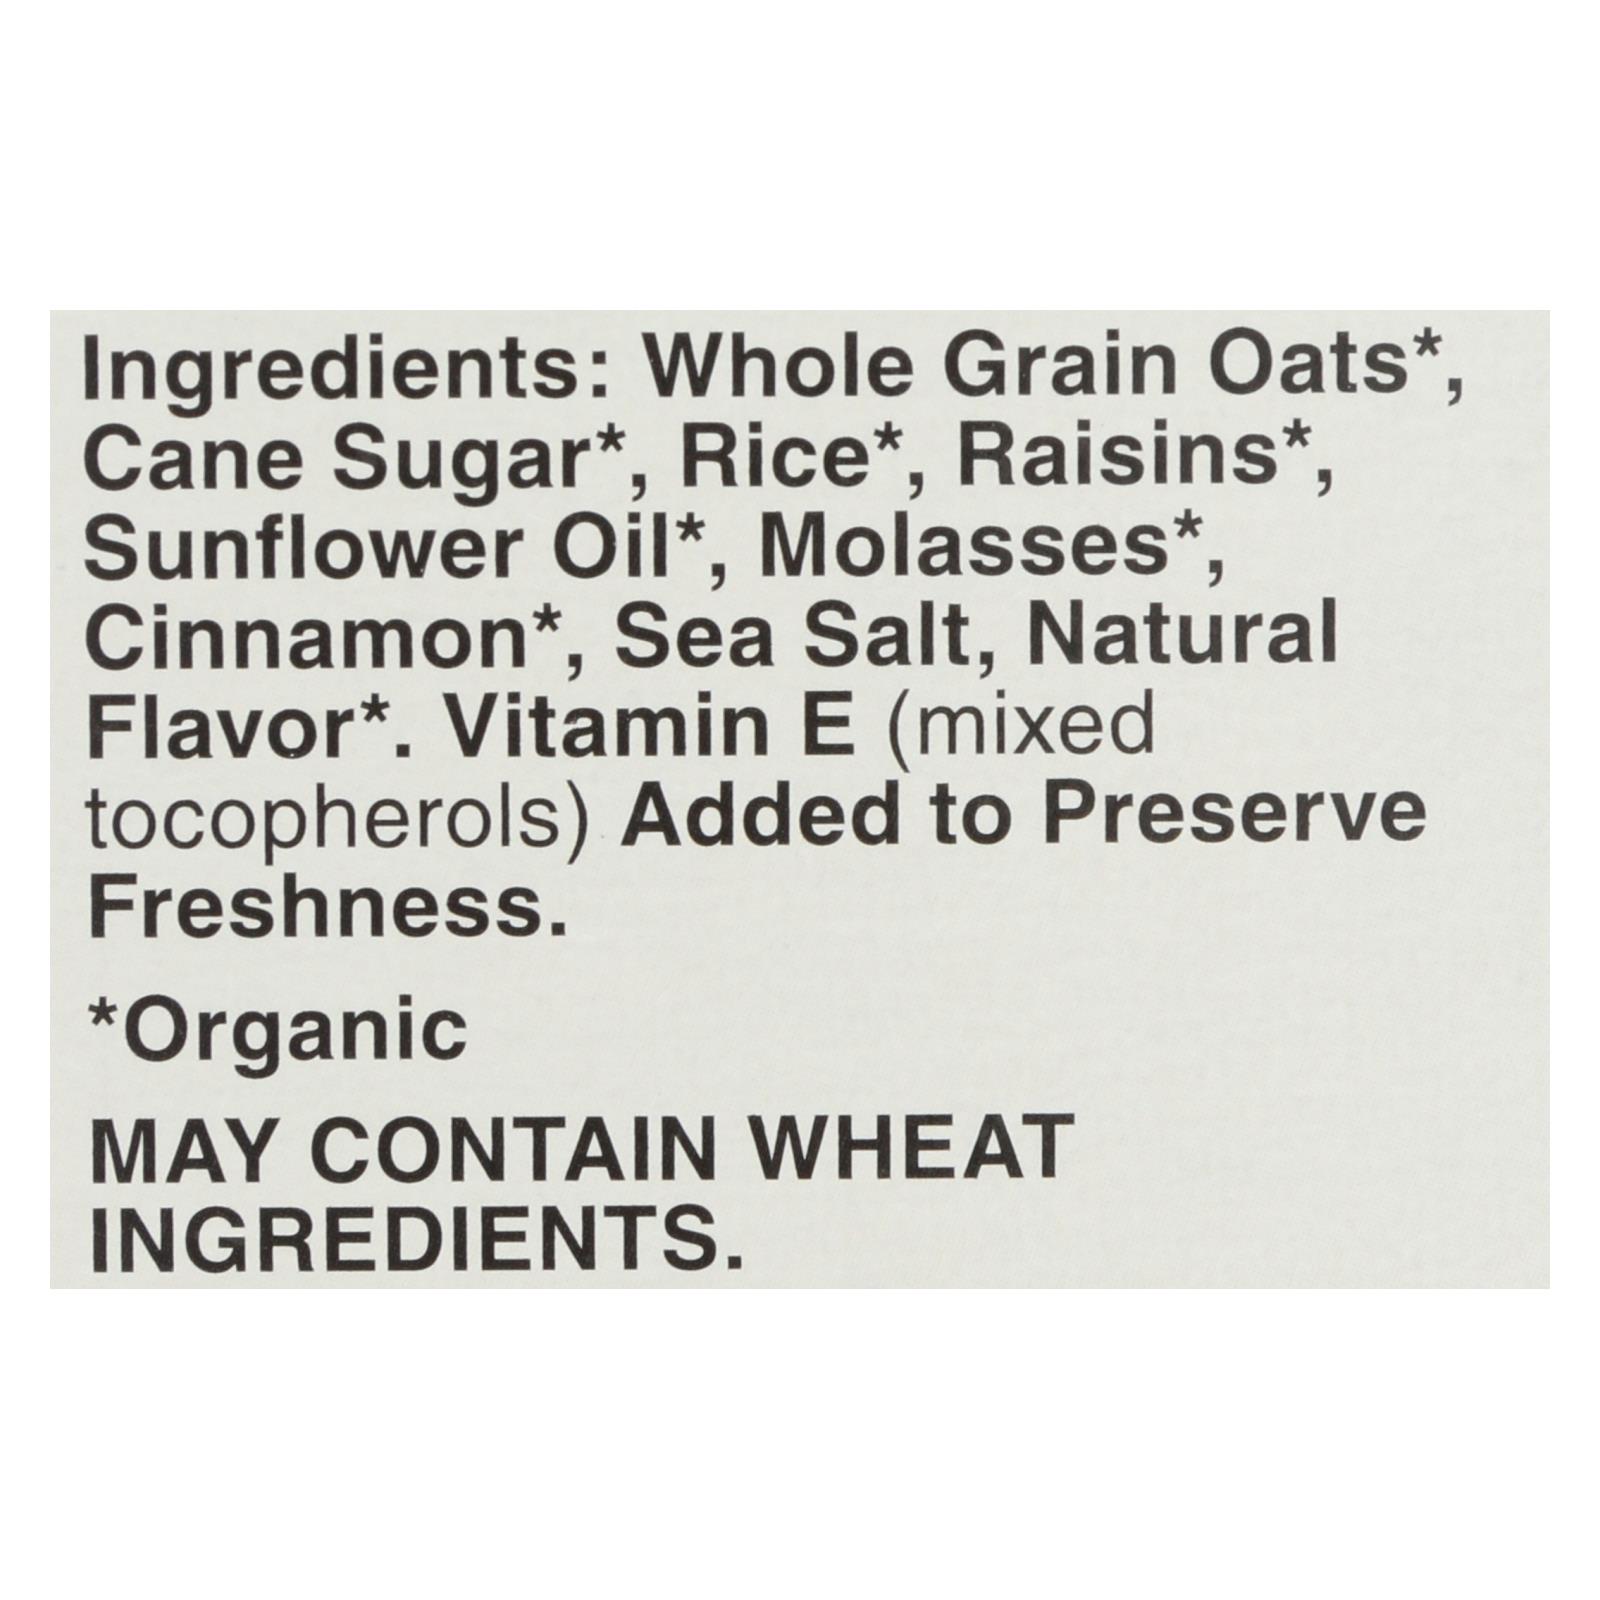 Ingredients: Whole Grain Oats*,
Cane Sugar*, Rice*, Raisins*,
Sunflower Oil*, Molasses*,
Cinnamon*, Sea Salt, Natural
Flavor*. Vitamin E (mixed
tocopherols) Added to Preserve
Freshness.
*Organic
MAY CONTAIN WHEAT
INGREDIENTS.